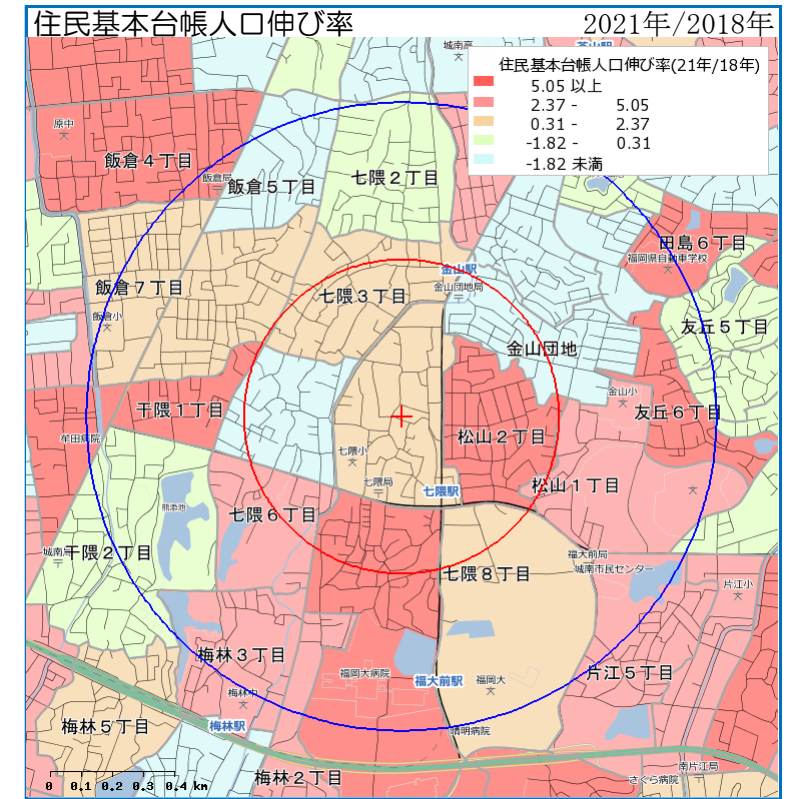 住民基本台帳人口伸び率
2021年/2018年
住民基本台帳人口伸び率(21年/18年)
5.05 以上
2.37 - 5.05
0.31 - 2.37
-1.82 - 0.31
-1.82 未満
城南高
茶山駅
原中
飯倉４丁目
飯倉局
飯倉５丁目
七隈２丁目
田島６丁目
福岡県自動車学校
金山駅
金山団地局
飯倉７丁目
七隈３丁目
飯倉小
友丘５丁目
金山団地
金山小
干隈１丁目
友丘６丁目
牟田病院
松山２丁目
七隈小
七隈局
七隈駅
松山１丁目
熊添池
七隈６丁目
城南局
干隈２丁目
福大前局
城南市民センター
七隈８丁目
片江小
梅林３丁目
福岡大病院
福大前駅
福岡大
片江５丁目
梅林中
梅林５丁目
梅林駅
晴明病院
南片江局
梅林２丁目
さくら病院
0 0.1 0.2 0.3 0.4 km